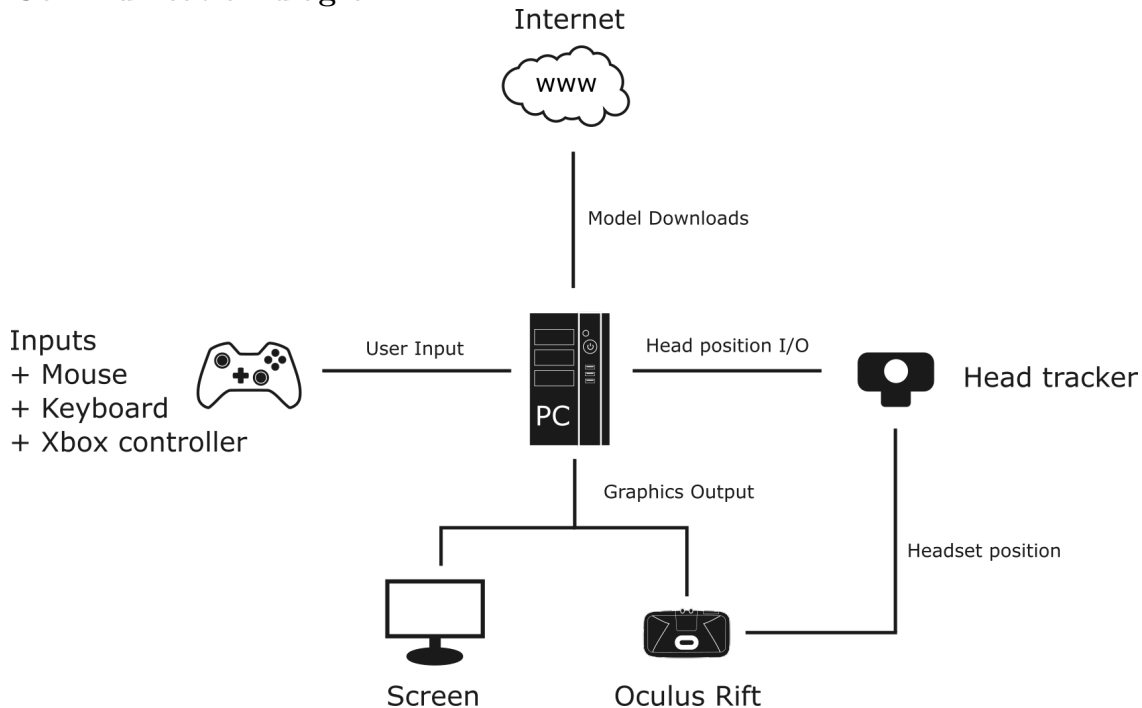 Internet
www
Model Downloads
Inputs
+ Mouse
+ Keyboard
+ Xbox controller
User Input
PC
Head position I/O
Head tracker
Graphics Output
Headset position
Screen
Oculus Rift